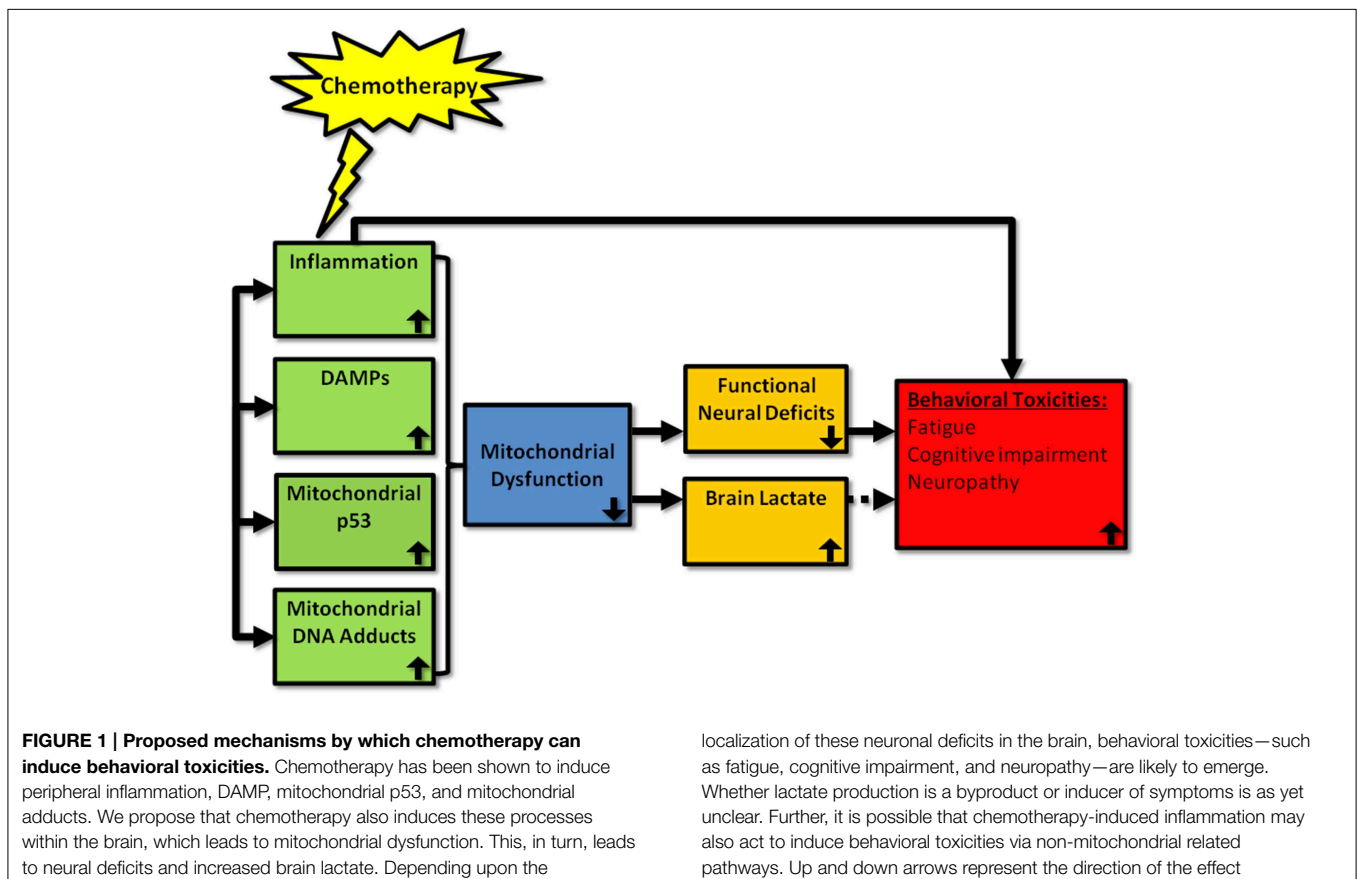 Chemotherapy
Inflammation
DAMPs
Mitochondrial
p53
Mitochondrial
DNA Adducts
Mitochondrial
Dysfunction
Functional
Neural Deficits
Brain Lactate
Behavioral Toxicities:
Fatigue
Cognitive impairment
Neuropathy
FIGURE 1 | Proposed mechanisms by which chemotherapy can
induce behavioral toxicities. Chemotherapy has been shown to induce
peripheral inflammation, DAMP, mitochondrial p53, and mitochondrial
adducts. We propose that chemotherapy also induces these processes
within the brain, which leads to mitochondrial dysfunction. This, in turn, leads
to neural deficits and increased brain lactate. Depending upon the
localization of these neuronal deficits in the brain, behavioral toxicities—such
as fatigue, cognitive impairment, and neuropathy—are likely to emerge.
Whether lactate production is a byproduct or inducer of symptoms is as yet
unclear. Further, it is possible that chemotherapy-induced inflammation may
also act to induce behavioral toxicities via non-mitochondrial related
pathways. Up and down arrows represent the direction of the effect